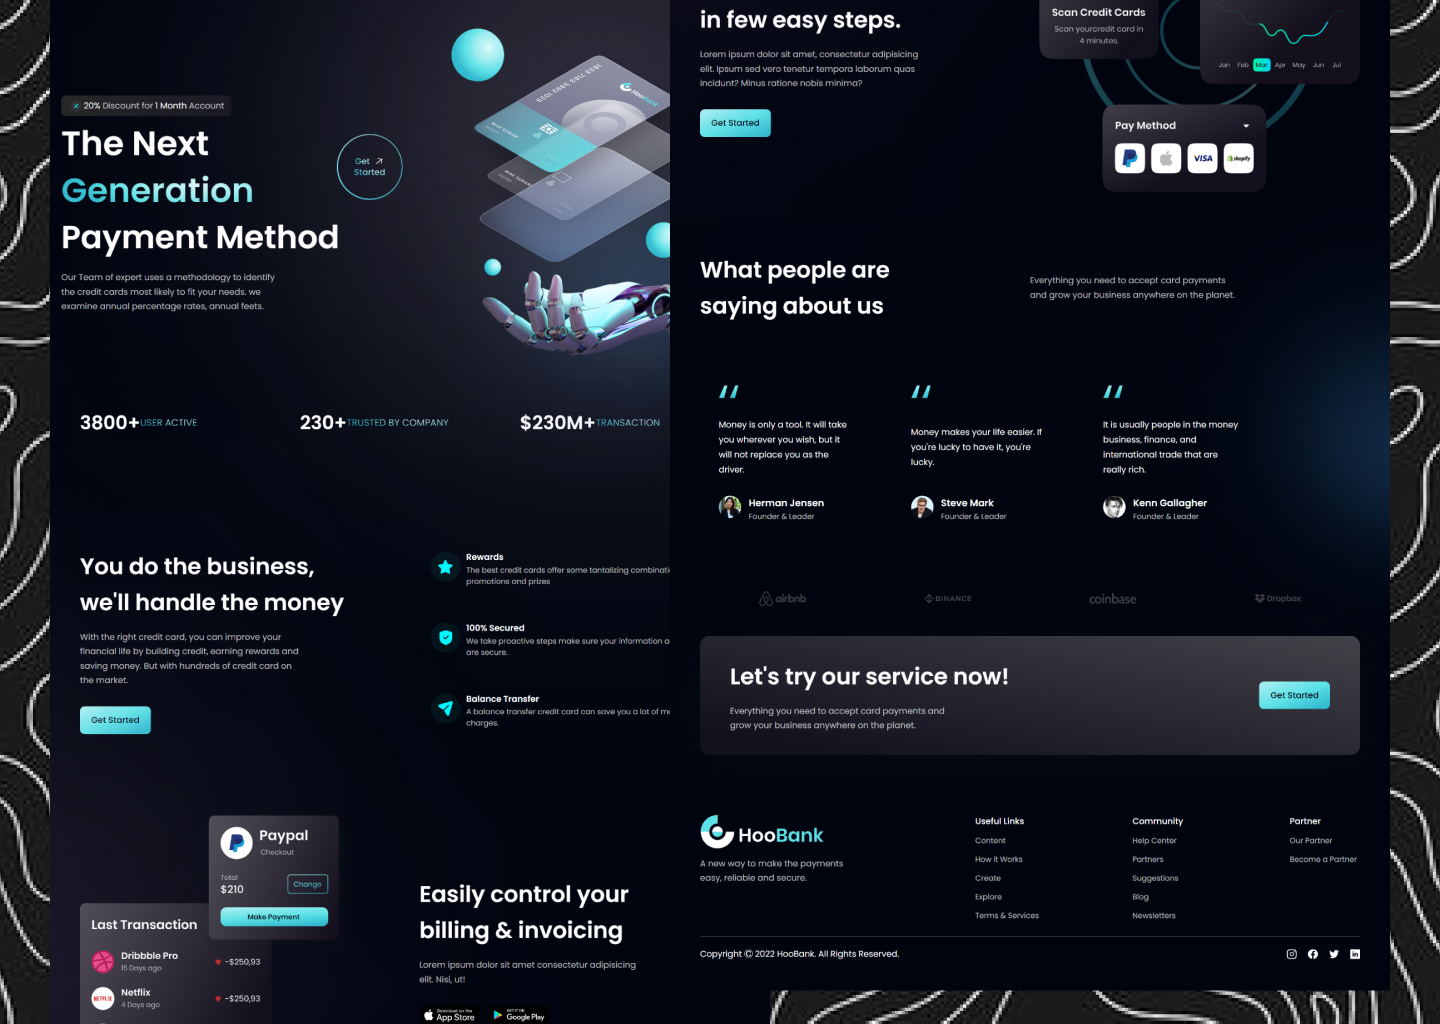 20% Discount for 1 Month Account
The Next
Generation
Payment Method
Get
Started
Our Team of expert uses a methodology to identify
the credit cards most likely to fit your needs. we
examine annual percentage rates, annual feets.
HooBank
3800+ USER ACTIVE
230+ TRUSTED BY COMPANY
$230M+ TRANSACTION
You do the business,
we'll handle the money
With the right credit card, you can improve your
financial life by building credit, earning rewards and
saving money. But with hundreds of credit card on
the market.
Get Started
Rewards
The best credit cards offer some tantalizing combinati
promotions and prizes
100% Secured
We take proactive steps make sure your information a
are secure.
Balance Transfer
A balance transfer credit card can save you a lot of m
charges.
Paypal
Checkout
Total
$210
Change
Make Payment
Last Transaction
Dribbble Pro
15 Days ago
-$250,93
NETFLIX
Netflix
4 Days ago
-$250,93
Easily control your
billing & invoicing
Lorem ipsum dolor sit amet consectetur adipisicing
elit. Nisi, ut!
Download on the
App Store
GET IT ON
Google Play
in few easy steps.
Lorem ipsum dolor sit amet, consectetur adipisicing
elit. Ipsum sed vero tenetur tempora laborum quas
incidunt? Minus ratione nobis minima?
Get Started
Scan Credit Cards
Scan yourcredit card in
4 minutes.
Jan Feb Mar Apr May Jun Jul
Pay Method
VISA
shopify
What people are
saying about us
Everything you need to accept card payments
and grow your business anywhere on the planet.
Money is only a tool. It will take
you wherever you wish, but it
will not replace you as the
driver.
Herman Jensen
Founder & Leader
Money makes your life easier. If
you're lucky to have it, you're
lucky.
Steve Mark
Founder & Leader
It is usually people in the money
business, finance, and
international trade that are
really rich.
Kenn Gallagher
Founder & Leader
airbnb
BINANCE
coinbase
Dropbox
Let's try our service now!
Everything you need to accept card payments and
grow your business anywhere on the planet.
Get Started
HooBank
A new way to make the payments
easy, reliable and secure.
Useful Links
Content
How it Works
Create
Explore
Terms & Services
Community
Help Center
Partners
Suggestions
Blog
Newsletters
Partner
Our Partner
Become a Partner
Copyright © 2022 HooBank. All Rights Reserved.